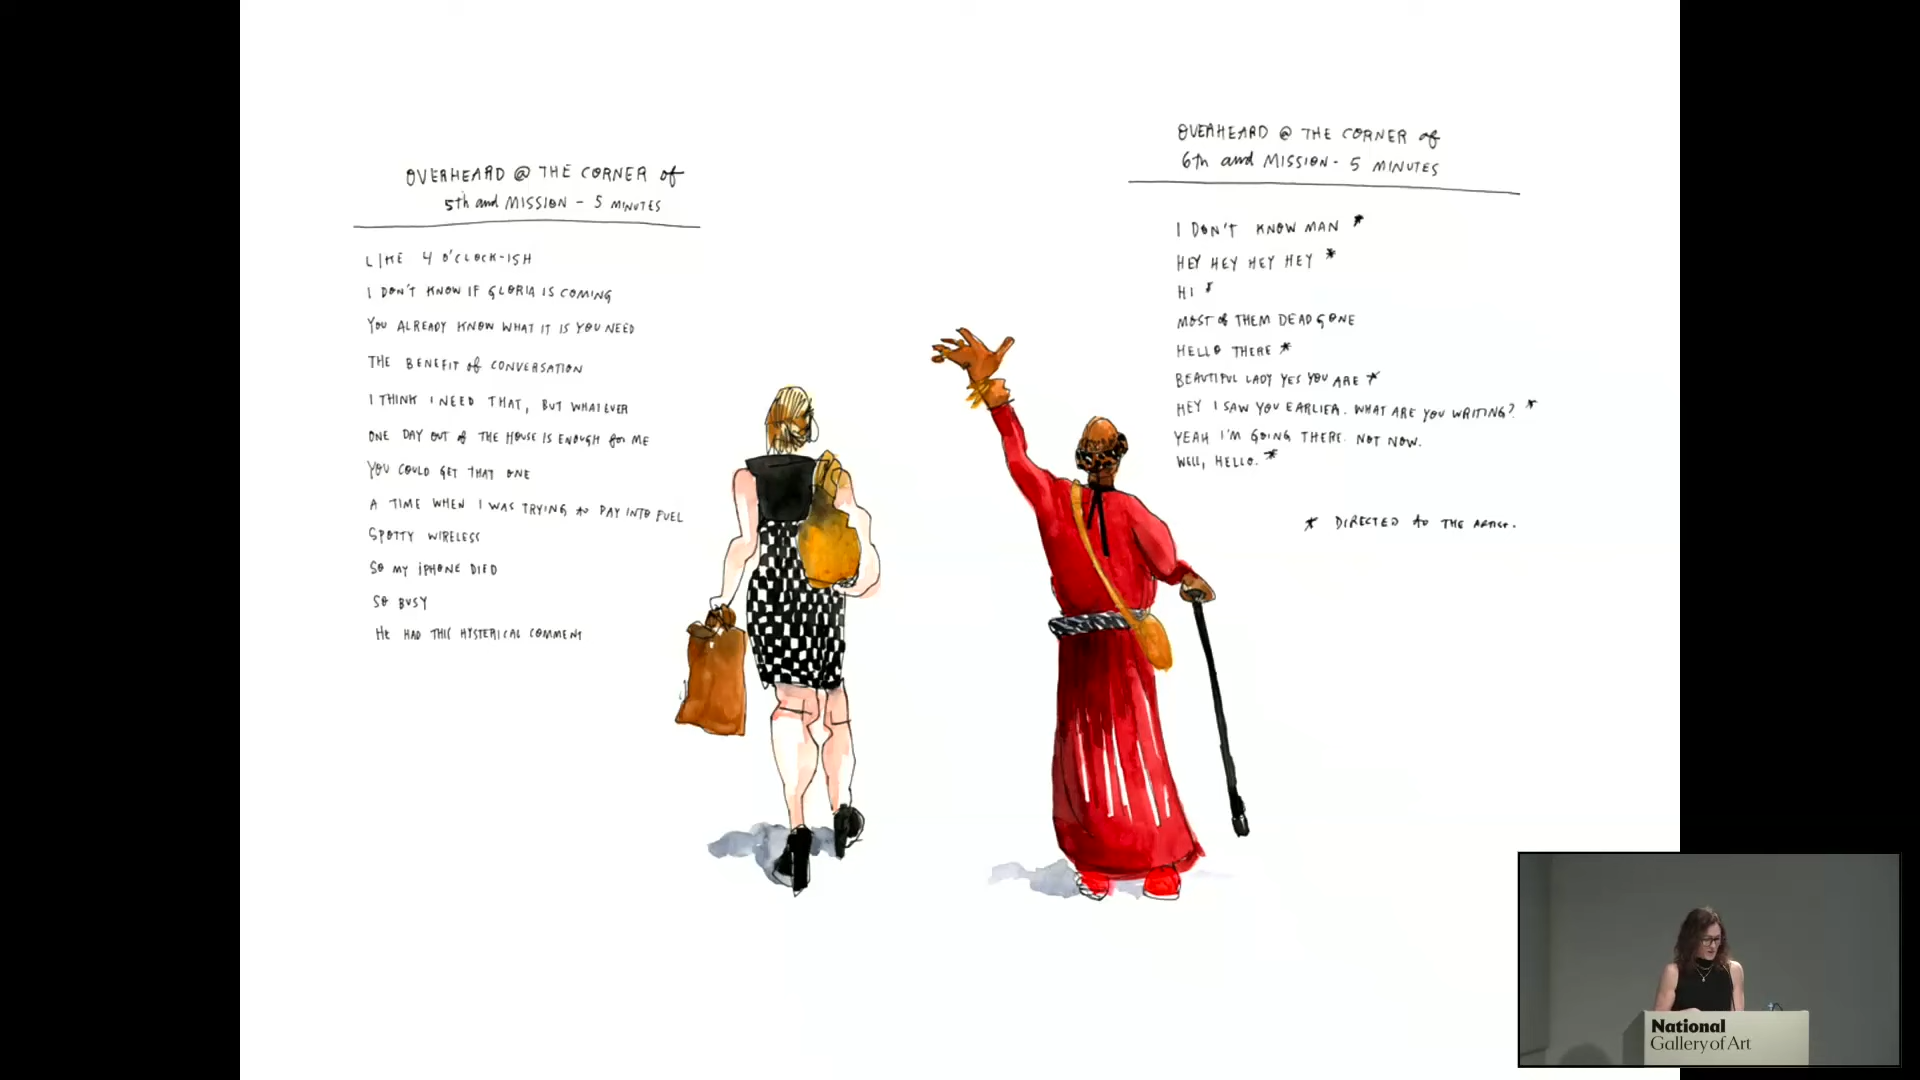 OVERHEARD @ THE CORNER of
5th and MISSION - 5 MINUTES
LIKE 4 O'CLOCK-ISH
I DON'T KNOW IF GLORIA IS COMING
YOU ALREADY KNOW WHAT IT IS YOU NEED
THE BENEFIT of CONVERSATION
I THINK I NEED THAT, BUT WHATEVER
ONE DAY OUT of THE HOUSE IS ENOUGH for ME
YOU COULD GET THAT ONE
A TIME WHEN I WAS TRYING to PAY INTO FUEL
SPOTTY WIRELESS
SO MY iPHONE DIED
SO BUSY
HE HAD THIS HYSTERICAL COMMENT
OVERHEARD @ THE CORNER of
6th and MISSION - 5 MINUTES
I DON'T KNOW MAN *
HEY HEY HEY HEY *
HI *
MOST of THEM DEAD GONE
HELLO THERE *
BEAUTIFUL LADY YES YOU ARE *
HEY I SAW YOU EARLIER. WHAT ARE YOU WRITING? *
YEAH I'M GOING THERE. NOT NOW.
WELL, HELLO. *
* DIRECTED to THE ARTIST.
National
Gallery of Art